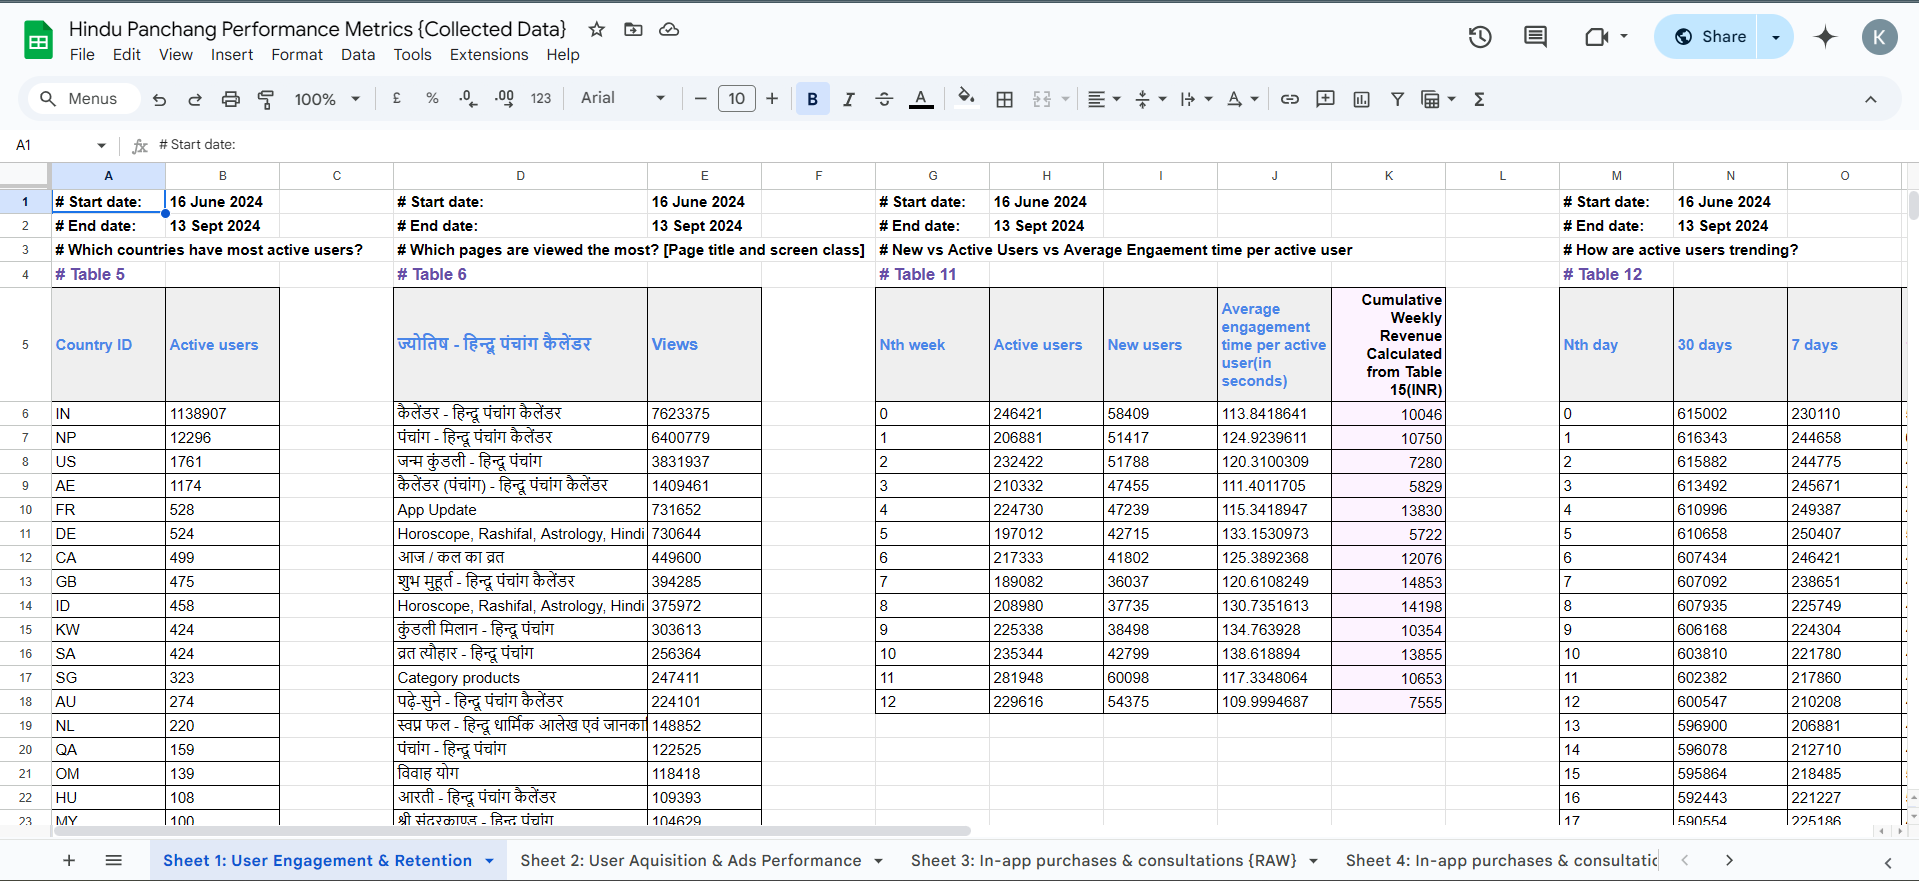 Hindu Panchang Performance Metrics {Collected Data}
File Edit View Insert Format Data Tools Extensions Help
Share
K
Menus 100% £ % .0 .00 123 Arial 10 B I A Σ
A1 fx # Start date:
A B C D E F G H I J K L M N O
1 # Start date: 16 June 2024 # Start date: 16 June 2024 # Start date: 16 June 2024 # Start date: 16 June 2024
2 # End date: 13 Sept 2024 # End date: 13 Sept 2024 # End date: 13 Sept 2024 # End date: 13 Sept 2024
3 # Which countries have most active users? # Which pages are viewed the most? [Page title and screen class] # New vs Active Users vs Average Engaement time per active user # How are active users trending?
4 # Table 5 # Table 6 # Table 11 # Table 12
5 Country ID Active users ज्योतिष - हिन्दू पंचांग कैलेंडर Views Nth week Active users New users Average engagement time per active user(in seconds) Cumulative Weekly Revenue Calculated from Table 15(INR) Nth day 30 days 7 days
6 IN 1138907 कैलेंडर - हिन्दू पंचांग कैलेंडर 7623375 0 246421 58409 113.8418641 10046 0 615002 230110
7 NP 12296 पंचांग - हिन्दू पंचांग कैलेंडर 6400779 1 206881 51417 124.9239611 10750 1 616343 244658
8 US 1761 जन्म कुंडली - हिन्दू पंचांग 3831937 2 232422 51788 120.3100309 7280 2 615882 244775
9 AE 1174 कैलेंडर (पंचांग) - हिन्दू पंचांग कैलेंडर 1409461 3 210332 47455 111.4011705 5829 3 613492 245671
10 FR 528 App Update 731652 4 224730 47239 115.3418947 13830 4 610996 249387
11 DE 524 Horoscope, Rashifal, Astrology, Hindi 730644 5 197012 42715 133.1530973 5722 5 610658 250407
12 CA 499 आज / कल का व्रत 449600 6 217333 41802 125.3892368 12076 6 607434 246421
13 GB 475 शुभ मुहूर्त - हिन्दू पंचांग कैलेंडर 394285 7 189082 36037 120.6108249 14853 7 607092 238651
14 ID 458 Horoscope, Rashifal, Astrology, Hindi 375972 8 208980 37735 130.7351613 14198 8 607935 225749
15 KW 424 कुंडली मिलान - हिन्दू पंचांग 303613 9 225338 38498 134.763928 10354 9 606168 224304
16 SA 424 व्रत त्यौहार - हिन्दू पंचांग 256364 10 235344 42799 138.618894 13855 10 603810 221780
17 SG 323 Category products 247411 11 281948 60098 117.3348064 10653 11 602382 217860
18 AU 274 पढ़े-सुने - हिन्दू पंचांग कैलेंडर 224101 12 229616 54375 109.9994687 7555 12 600547 210208
19 NL 220 स्वप्न फल - हिन्दू धार्मिक आलेख एवं 148852 13 596900 206881
20 QA 159 पंचांग - हिन्दू पंचांग 122525 14 596078 212710
21 OM 139 विवाह योग 118418 15 595864 218485
22 HU 108 आरती - हिन्दू पंचांग कैलेंडर 109393 16 592443 221227
23 MY 100 श्री सुंदरकाण्ड - हिन्दू पंचांग 104629 17 590554 225186
Sheet 1: User Engagement & Retention Sheet 2: User Aquisition & Ads Performance Sheet 3: In-app purchases & consultations {RAW} Sheet 4: In-app purchases &